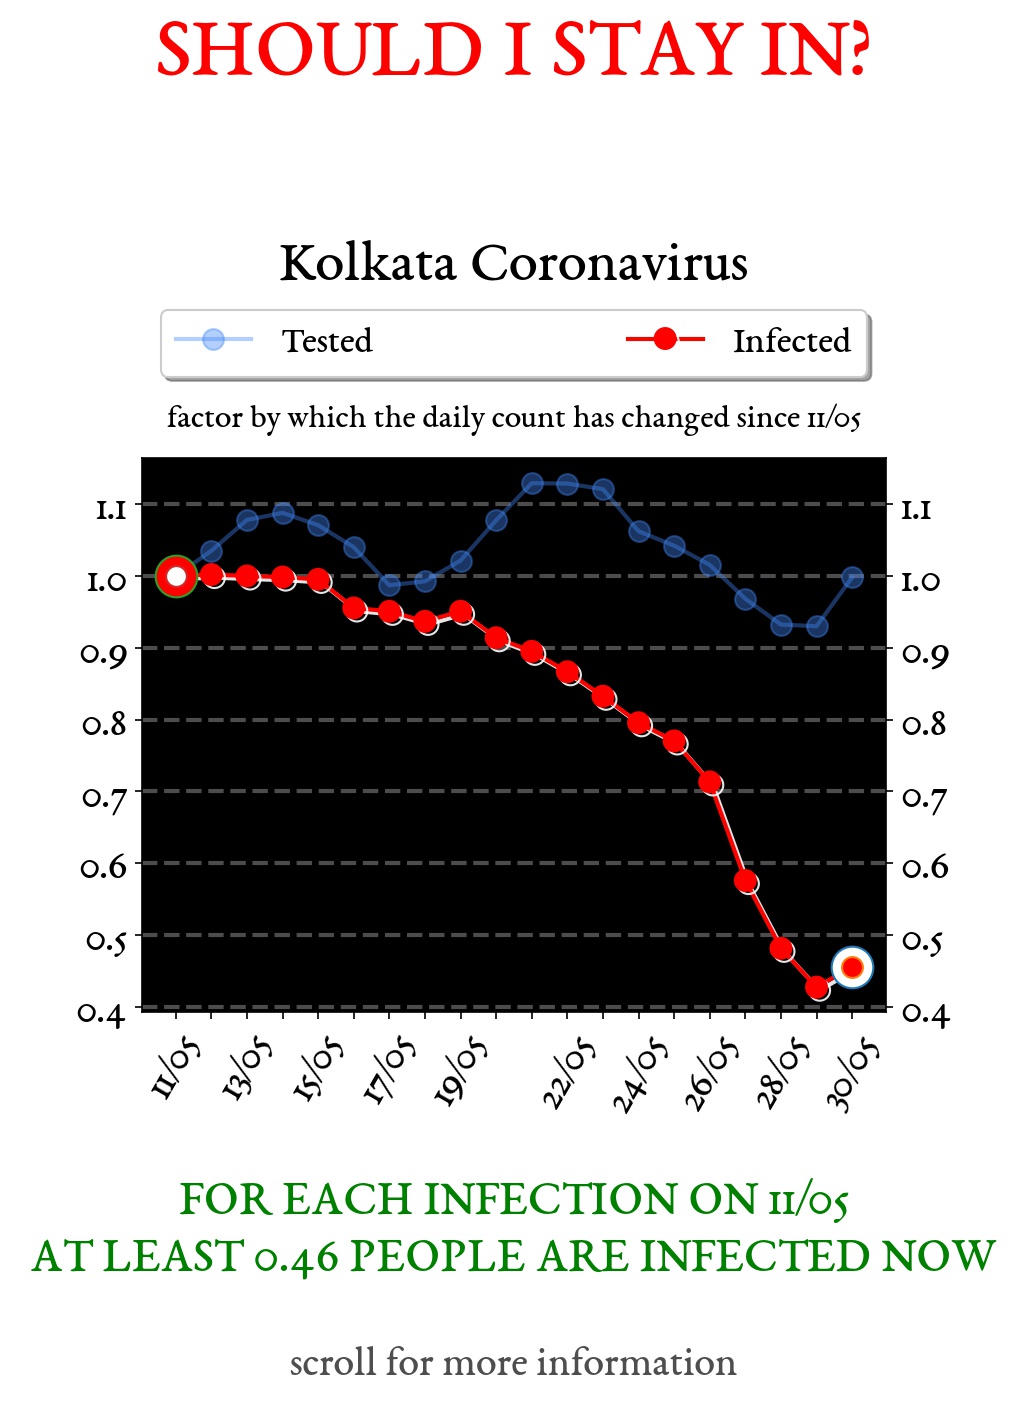 SHOULD I STAY IN?
Kolkata Coronavirus
Tested Infected
factor by which the daily count has changed since 11/05
1.1 1.1
1.0 1.0
0.9 0.9
0.8 0.8
0.7 0.7
0.6 0.6
0.5 0.5
0.4 0.4
11/05 13/05 15/05 17/05 19/05 22/05 24/05 26/05 28/05 30/05
FOR EACH INFECTION ON 11/05
AT LEAST 0.46 PEOPLE ARE INFECTED NOW
scroll for more information